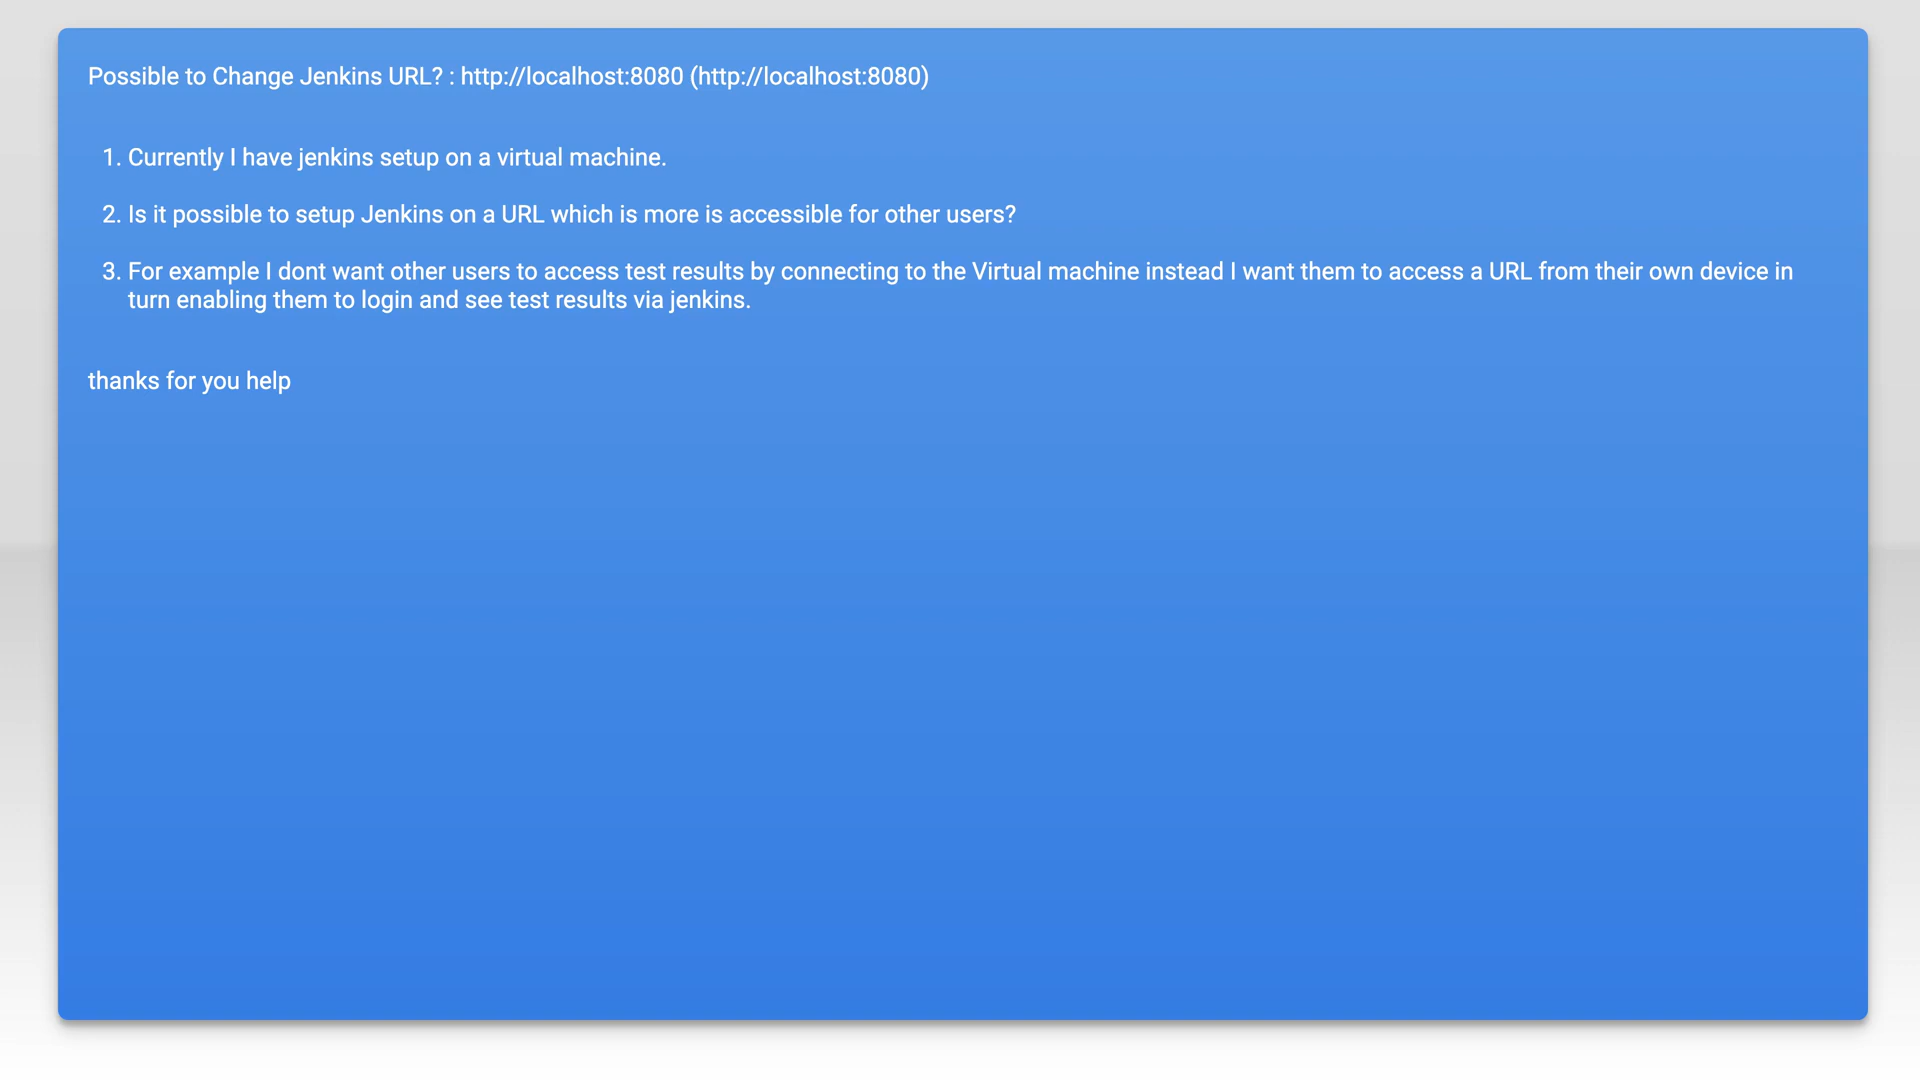 Possible to Change Jenkins URL? : http://localhost:8080 (http://localhost:8080)
1. Currently I have jenkins setup on a virtual machine.
2. Is it possible to setup Jenkins on a URL which is more is accessible for other users?
3. For example I dont want other users to access test results by connecting to the Virtual machine instead I want them to access a URL from their own device in
turn enabling them to login and see test results via jenkins.
thanks for you help